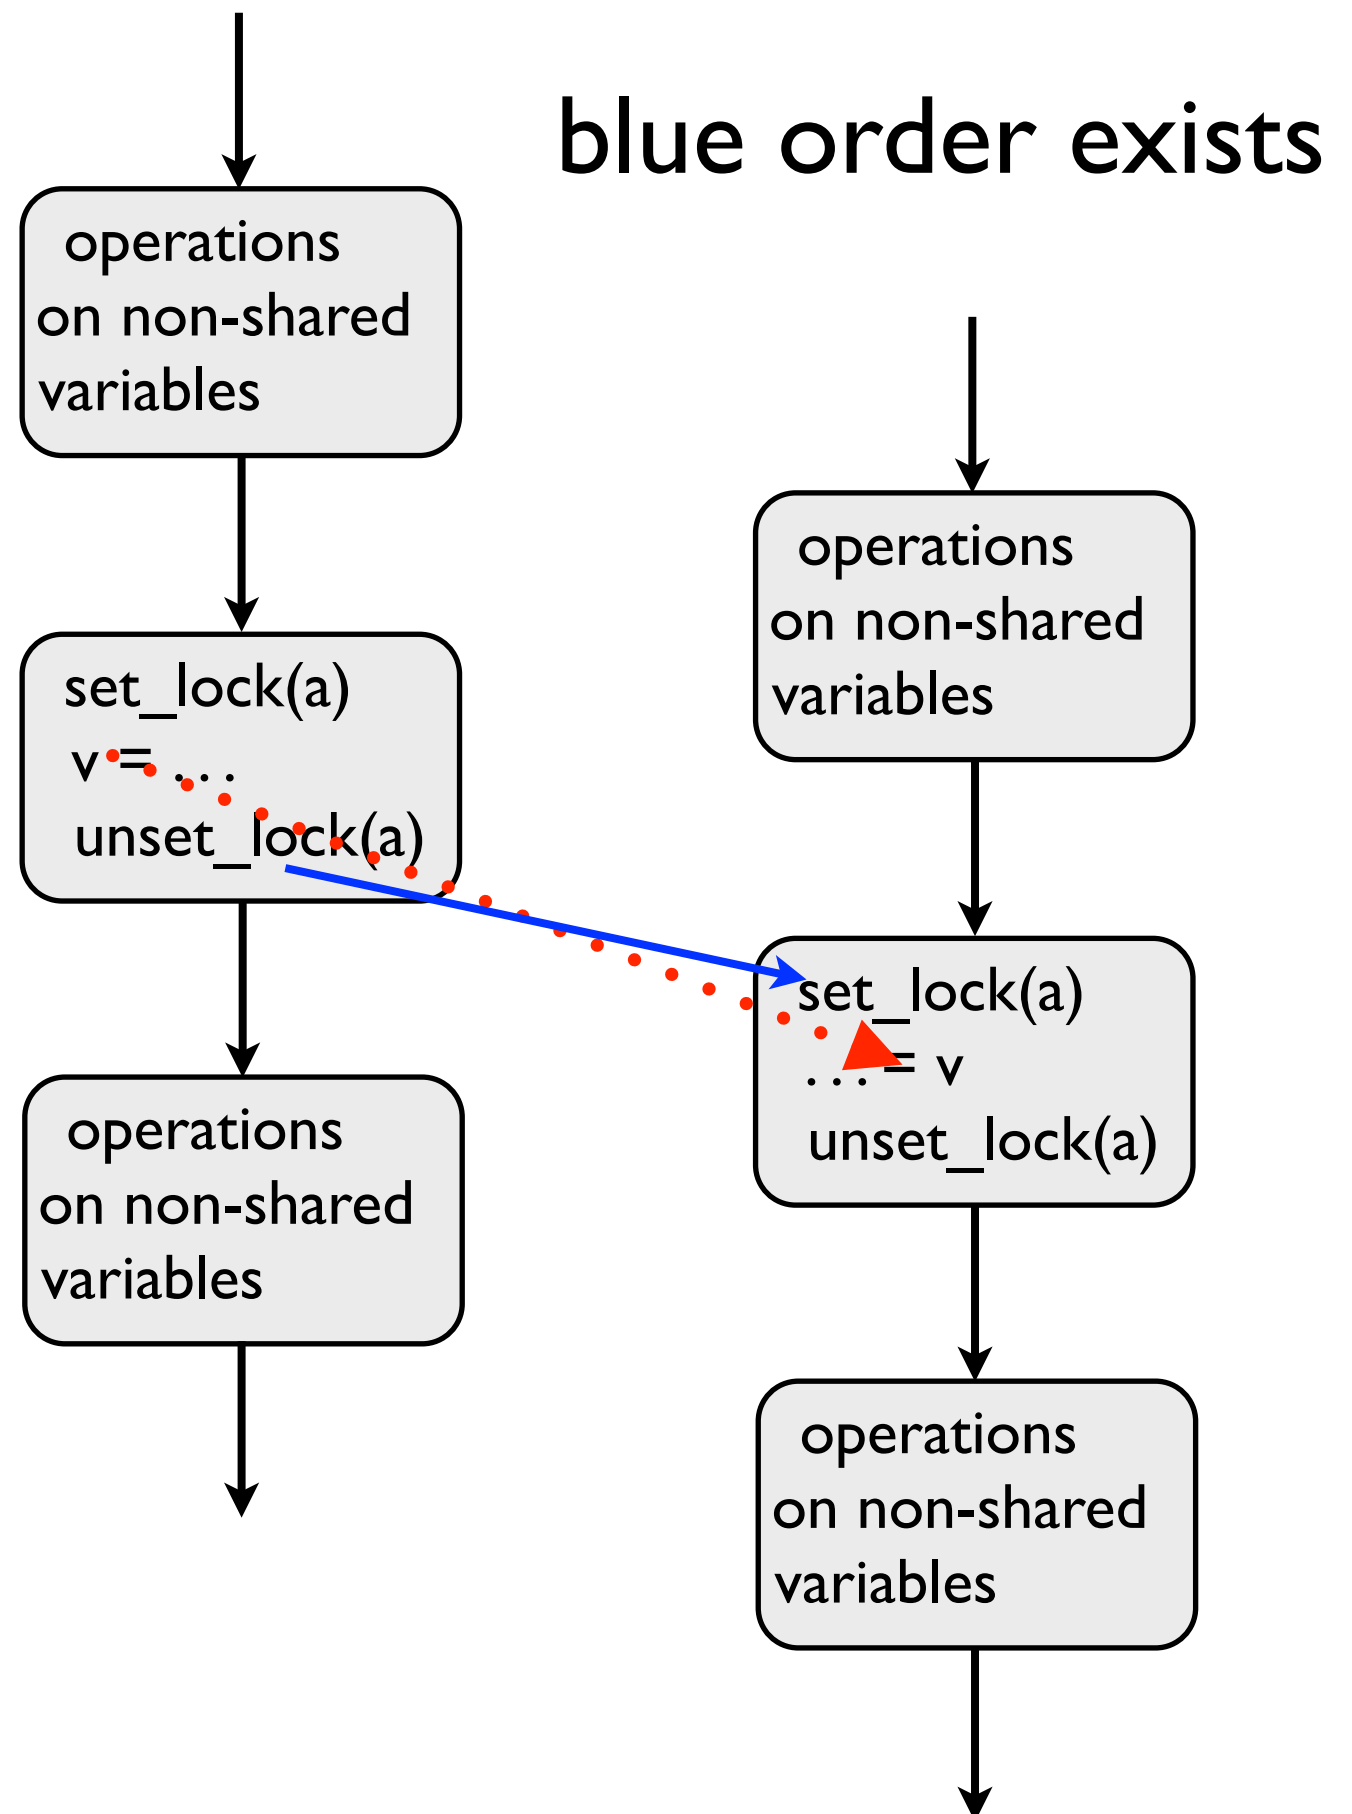 blue order exists
operations
on non-shared
variables
set_lock(a)
v = ...
unset_lock(a)
operations
on non-shared
variables
operations
on non-shared
variables
set_lock(a)
... = v
unset_lock(a)
operations
on non-shared
variables